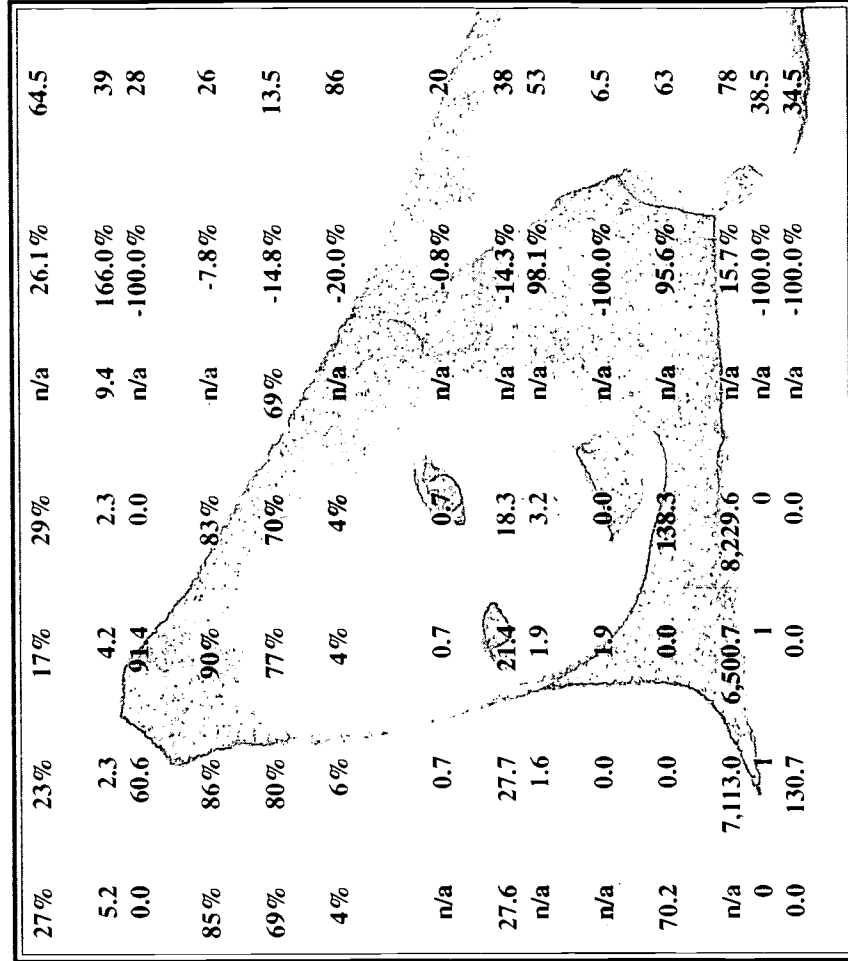 27% 23% 17% 29% n/a 26.1% 64.5
5.2 2.3 4.2 2.3 9.4 166.0% 39
0.0 60.6 91.4 0.0 n/a -100.0% 28
85% 86% 90% 83% n/a -7.8% 26
69% 80% 77% 70% 69% -14.8% 13.5
4% 6% 4% 4% n/a -20.0% 86
n/a 0.7 0.7 0.7 n/a -0.8% 20
27.6 27.7 21.4 18.3 n/a -14.3% 38
n/a 1.6 1.9 3.2 n/a 98.1% 53
n/a 0.0 1.9 0.0 n/a -100.0% 6.5
70.2 0.0 0.0 138.3 n/a 95.6% 63
n/a 7,113.0 6,500.7 8,229.6 n/a 15.7% 78
0 1 1 0 n/a -100.0% 38.5
0.0 130.7 0.0 0.0 n/a -100.0% 34.5